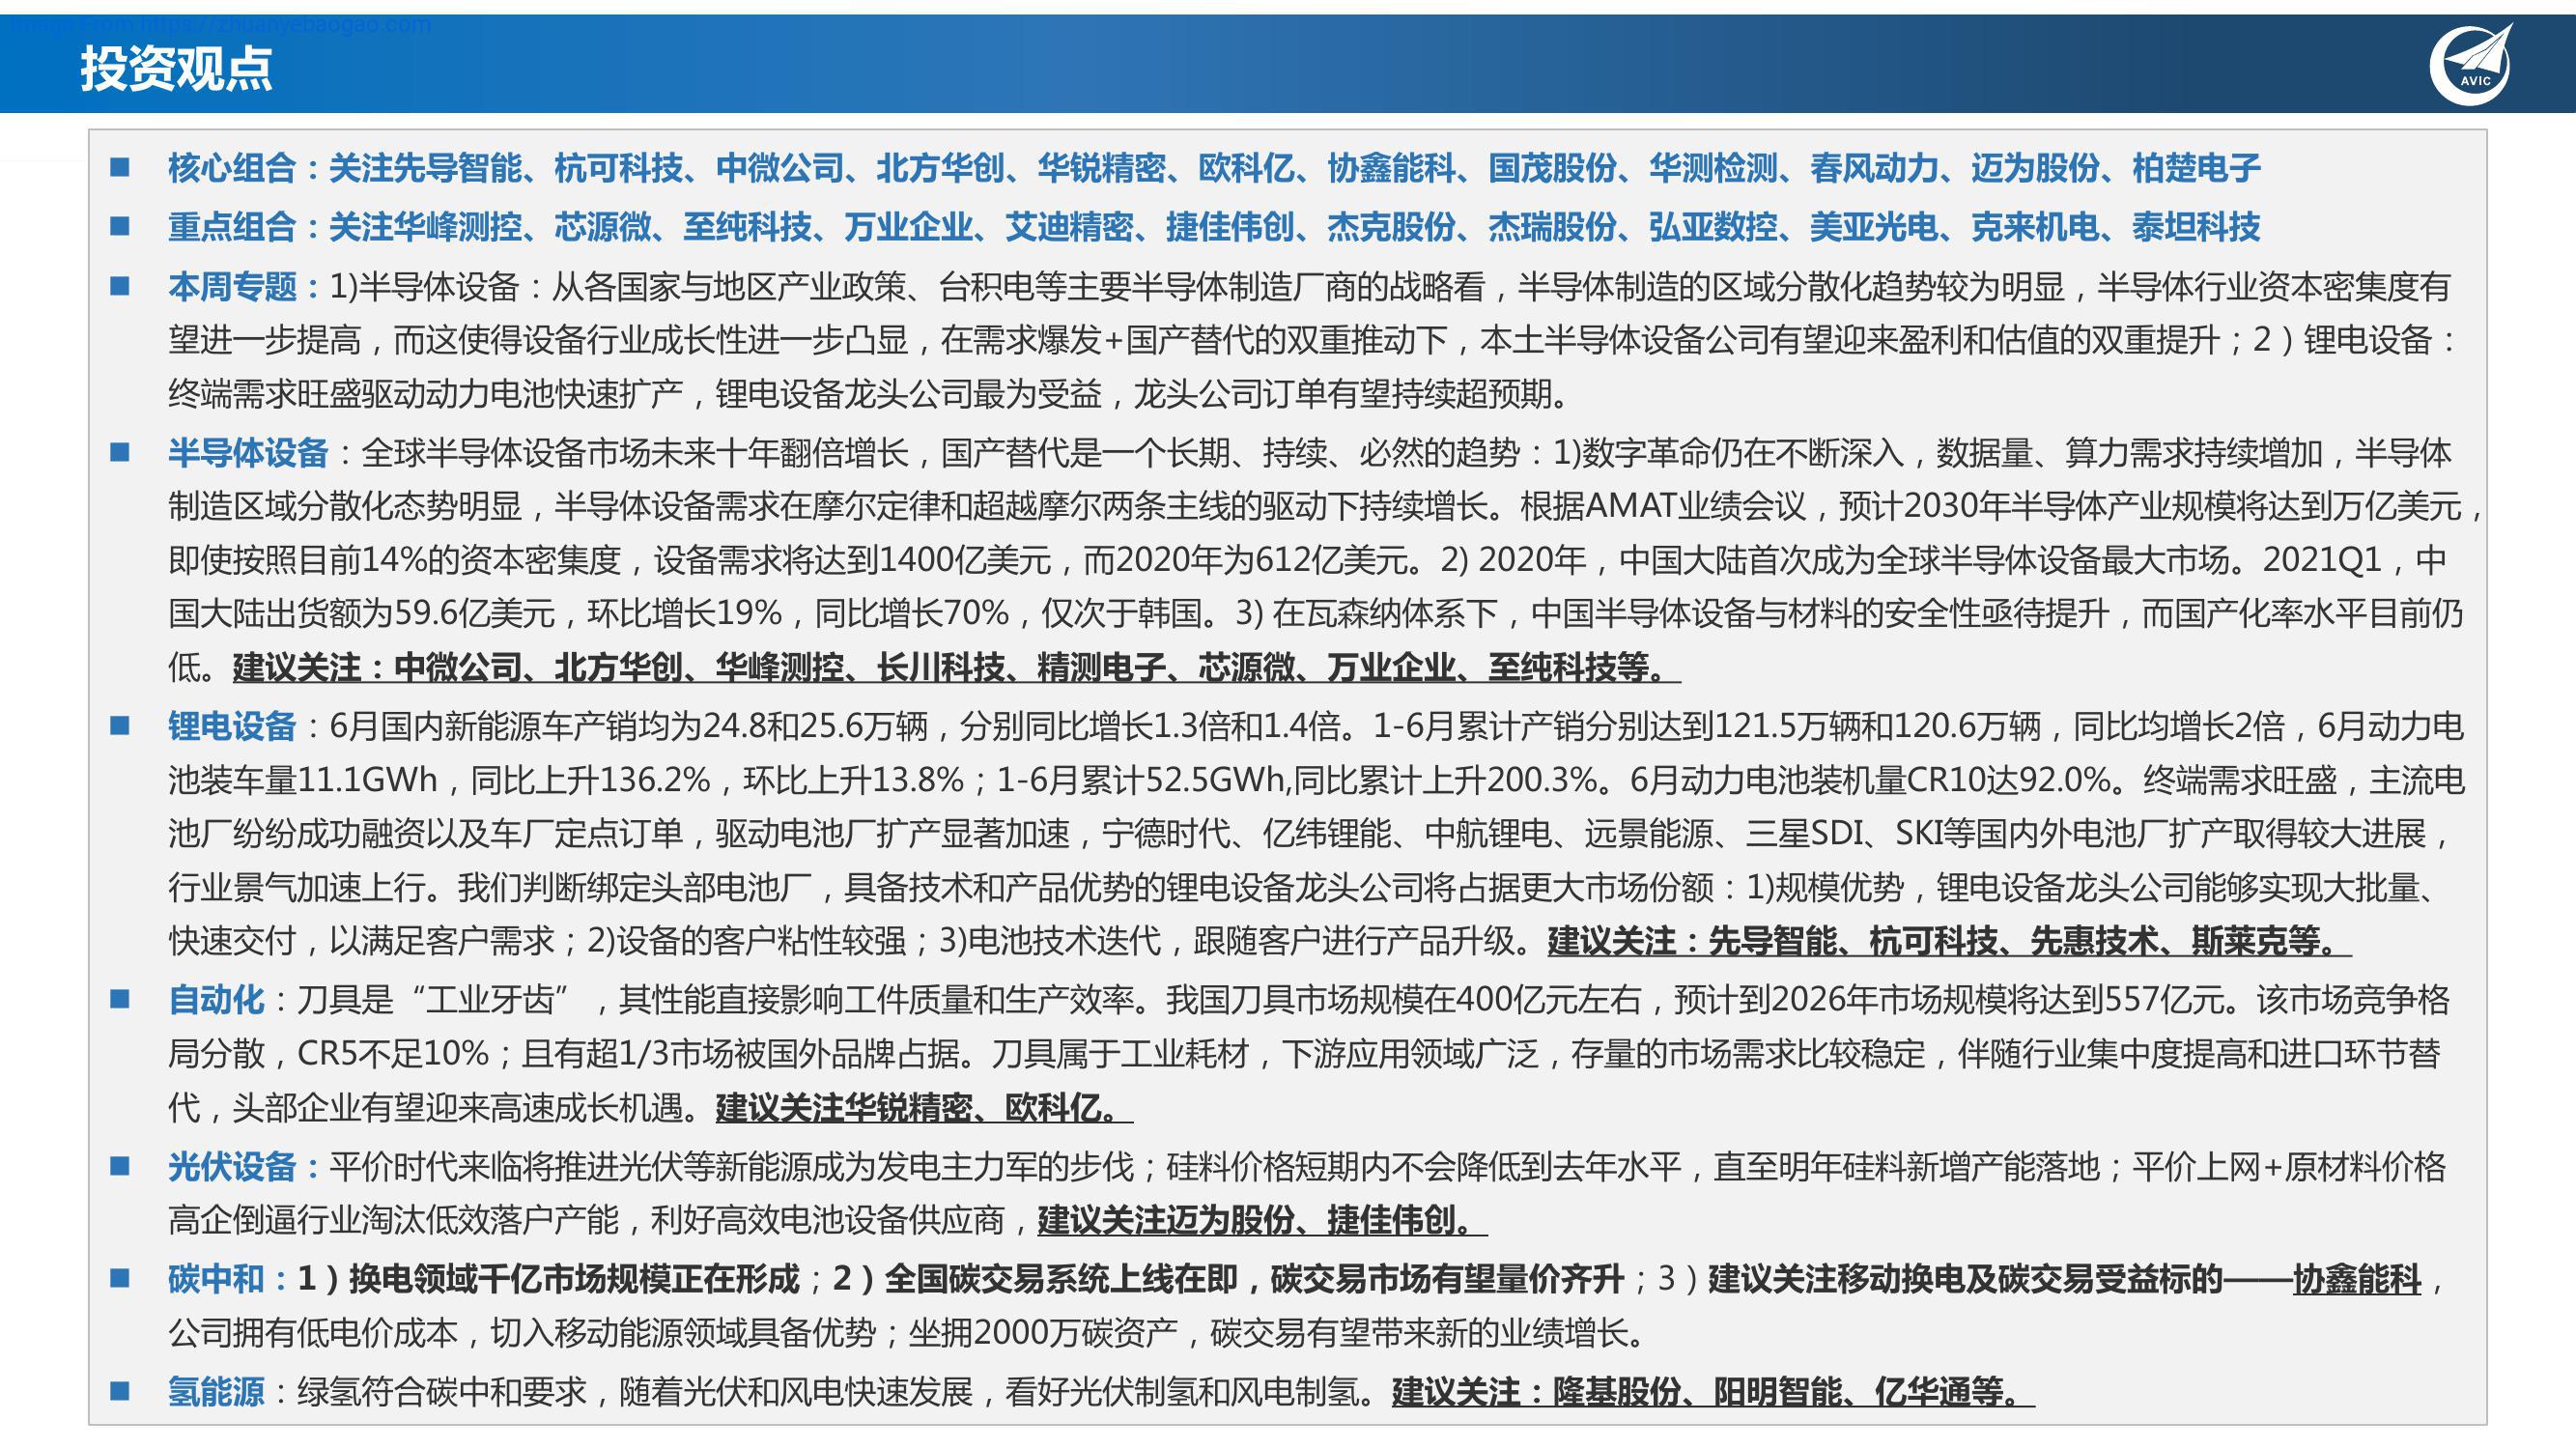 Image From https://zhuanyebaogao.com
投资观点
AVIC
■ 核心组合：关注先导智能、杭可科技、中微公司、北方华创、华锐精密、欧科亿、协鑫能科、国茂股份、华测检测、春风动力、迈为股份、柏楚电子
■ 重点组合：关注华峰测控、芯源微、至纯科技、万业企业、艾迪精密、捷佳伟创、杰克股份、杰瑞股份、弘亚数控、美亚光电、克来机电、泰坦科技
■ 本周专题：1)半导体设备：从各国家与地区产业政策、台积电等主要半导体制造厂商的战略看，半导体制造的区域分散化趋势较为明显，半导体行业资本密集度有
望进一步提高，而这使得设备行业成长性进一步凸显，在需求爆发+国产替代的双重推动下，本土半导体设备公司有望迎来盈利和估值的双重提升；2）锂电设备：
终端需求旺盛驱动动力电池快速扩产，锂电设备龙头公司最为受益，龙头公司订单有望持续超预期。
■ 半导体设备：全球半导体设备市场未来十年翻倍增长，国产替代是一个长期、持续、必然的趋势：1)数字革命仍在不断深入，数据量、算力需求持续增加，半导体
制造区域分散化态势明显，半导体设备需求在摩尔定律和超越摩尔两条主线的驱动下持续增长。根据AMAT业绩会议，预计2030年半导体产业规模将达到万亿美元，
即使按照目前14%的资本密集度，设备需求将达到1400亿美元，而2020年为612亿美元。2) 2020年，中国大陆首次成为全球半导体设备最大市场。2021Q1，中
国大陆出货额为59.6亿美元，环比增长19%，同比增长70%，仅次于韩国。3) 在瓦森纳体系下，中国半导体设备与材料的安全性亟待提升，而国产化率水平目前仍
低。建议关注：中微公司、北方华创、华峰测控、长川科技、精测电子、芯源微、万业企业、至纯科技等。
■ 锂电设备：6月国内新能源车产销均为24.8和25.6万辆，分别同比增长1.3倍和1.4倍。1-6月累计产销分别达到121.5万辆和120.6万辆，同比均增长2倍，6月动力电
池装车量11.1GWh，同比上升136.2%，环比上升13.8%；1-6月累计52.5GWh,同比累计上升200.3%。6月动力电池装机量CR10达92.0%。终端需求旺盛，主流电
池厂纷纷成功融资以及车厂定点订单，驱动电池厂扩产显著加速，宁德时代、亿纬锂能、中航锂电、远景能源、三星SDI、SKI等国内外电池厂扩产取得较大进展，
行业景气加速上行。我们判断绑定头部电池厂，具备技术和产品优势的锂电设备龙头公司将占据更大市场份额：1)规模优势，锂电设备龙头公司能够实现大批量、
快速交付，以满足客户需求；2)设备的客户粘性较强；3)电池技术迭代，跟随客户进行产品升级。建议关注：先导智能、杭可科技、先惠技术、斯莱克等。
■ 自动化：刀具是“工业牙齿”，其性能直接影响工件质量和生产效率。我国刀具市场规模在400亿元左右，预计到2026年市场规模将达到557亿元。该市场竞争格
局分散，CR5不足10%；且有超1/3市场被国外品牌占据。刀具属于工业耗材，下游应用领域广泛，存量的市场需求比较稳定，伴随行业集中度提高和进口环节替
代，头部企业有望迎来高速成长机遇。建议关注华锐精密、欧科亿。
■ 光伏设备：平价时代来临将推进光伏等新能源成为发电主力军的步伐；硅料价格短期内不会降低到去年水平，直至明年硅料新增产能落地；平价上网+原材料价格
高企倒逼行业淘汰低效落户产能，利好高效电池设备供应商，建议关注迈为股份、捷佳伟创。
■ 碳中和：1）换电领域千亿市场规模正在形成；2）全国碳交易系统上线在即，碳交易市场有望量价齐升；3）建议关注移动换电及碳交易受益标的——协鑫能科，
公司拥有低电价成本，切入移动能源领域具备优势；坐拥2000万碳资产，碳交易有望带来新的业绩增长。
■ 氢能源：绿氢符合碳中和要求，随着光伏和风电快速发展，看好光伏制氢和风电制氢。建议关注：隆基股份、阳明智能、亿华通等。